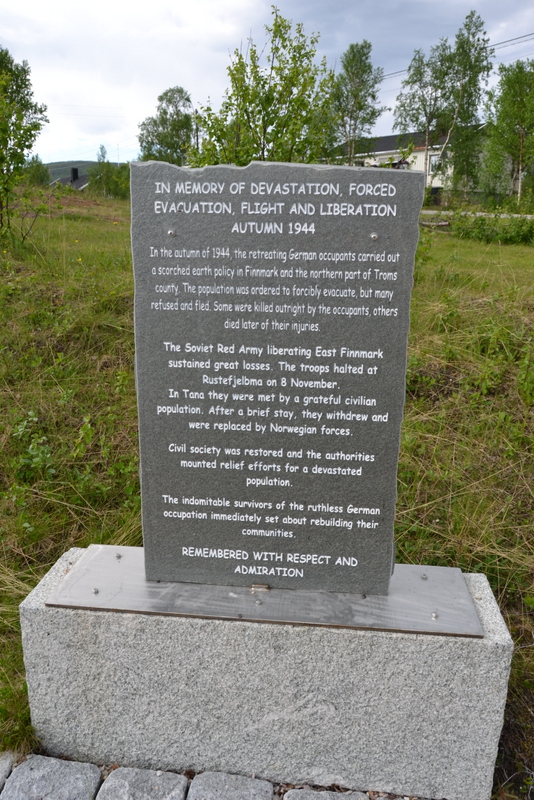 IN MEMORY OF DEVASTATION, FORCED
EVACUATION, FLIGHT AND LIBERATION
AUTUMN 1944
In the autumn of 1944, the retreating German occupants carried out
a scorched earth policy in Finnmark and the northern part of Troms
county. The population was ordered to forcibly evacuate, but many
refused and fled. Some were killed outright by the occupants, others
died later of their injuries.
The Soviet Red Army liberating East Finnmark
sustained great losses. The troops halted at
Rustefjelbma on 8 November.
In Tana they were met by a grateful civilian
population. After a brief stay, they withdrew and
were replaced by Norwegian forces.
Civil society was restored and the authorities
mounted relief efforts for a devastated
population.
The indomitable survivors of the ruthless German
occupation immediately set about rebuilding their
communities.
REMEMBERED WITH RESPECT AND
ADMIRATION